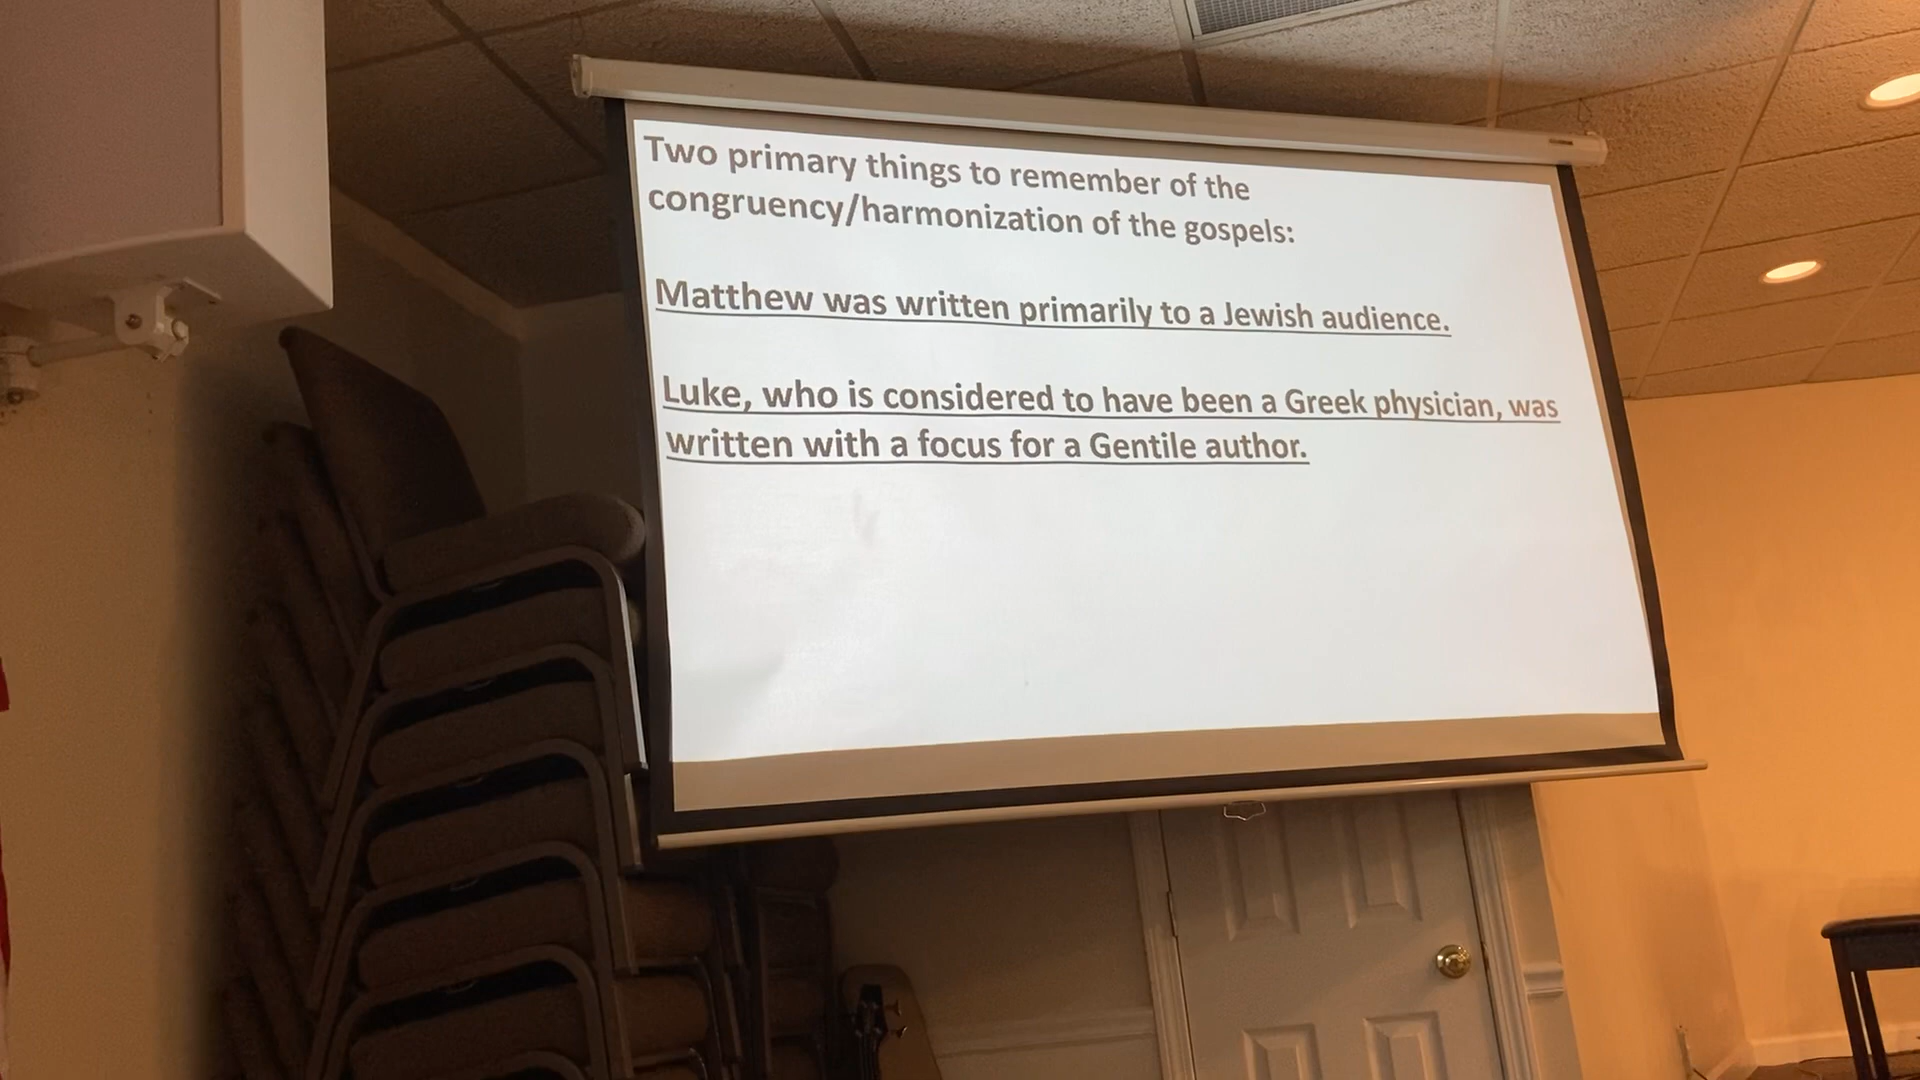 Two primary things to remember of the
congruency/harmonization of the gospels:
Matthew was written primarily to a Jewish audience.
Luke, who is considered to have been a Greek physician, was
written with a focus for a Gentile author.